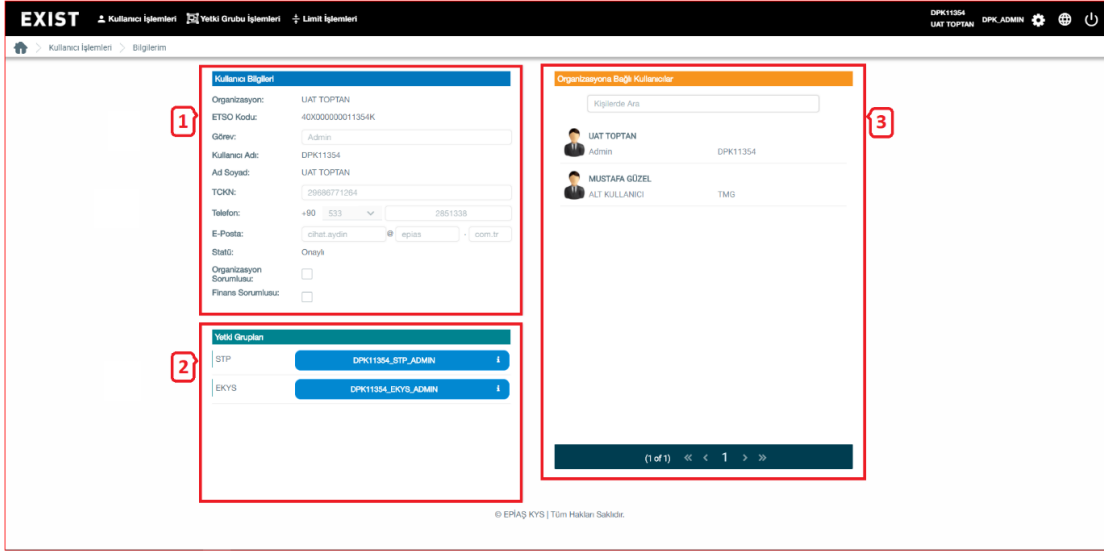 EXIST
Kullanıcı İşlemleri
Yetki Grubu İşlemleri
Limit İşlemleri
DPK11354
UAT TOPTAN
DPK_ADMIN
Kullanıcı İşlemleri
Bilgilerim
1
Kullanıcı Bilgileri
Organizasyon: UAT TOPTAN
ETSO Kodu: 40X000000011354K
Görev: Admin
Kullanıcı Adı: DPK11354
Ad Soyad: UAT TOPTAN
TCKN: 29686771264
Telefon: +90 533 2851338
E-Posta: cihat.aydin @ epias . com.tr
Statü: Onaylı
Organizasyon
Sorumlusu:
Finans Sorumlusu:
2
Yetki Grupları
STP DPK11354_STP_ADMIN i
EKYS DPK11354_EKYS_ADMIN i
3
Organizasyona Bağlı Kullanıcılar
Kişilerde Ara
UAT TOPTAN
Admin DPK11354
MUSTAFA GÜZEL
ALT KULLANICI TMG
(1 of 1) « < 1 > »
© EPİAŞ KYS | Tüm Hakları Saklıdır.